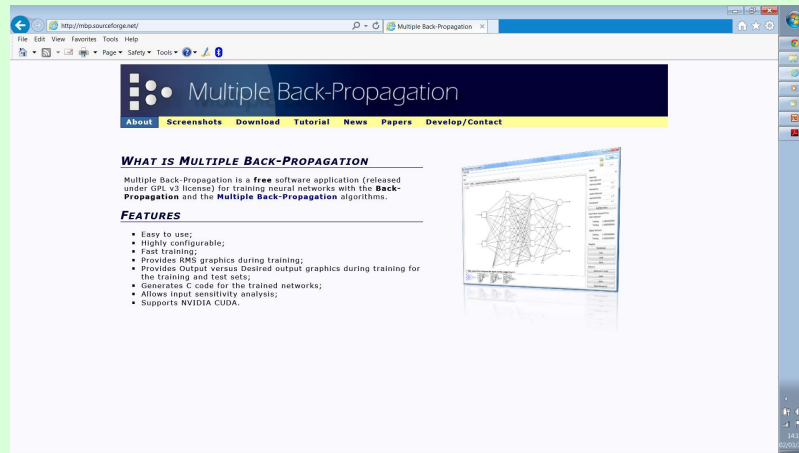 http://mbp.sourceforge.net/
Multiple Back-Propagation
File Edit View Favorites Tools Help
Page Safety Tools
Multiple Back-Propagation
About Screenshots Download Tutorial News Papers Develop/Contact
WHAT IS MULTIPLE BACK-PROPAGATION
Multiple Back-Propagation is a free software application (released
under GPL v3 license) for training neural networks with the Back-
Propagation and the Multiple Back-Propagation algorithms.
FEATURES
Easy to use;
Highly configurable;
Fast training;
Provides RMS graphics during training;
Provides Output versus Desired output graphics during training for
the training and test sets;
Generates C code for the trained networks;
Allows input sensitivity analysis;
Supports NVIDIA CUDA.